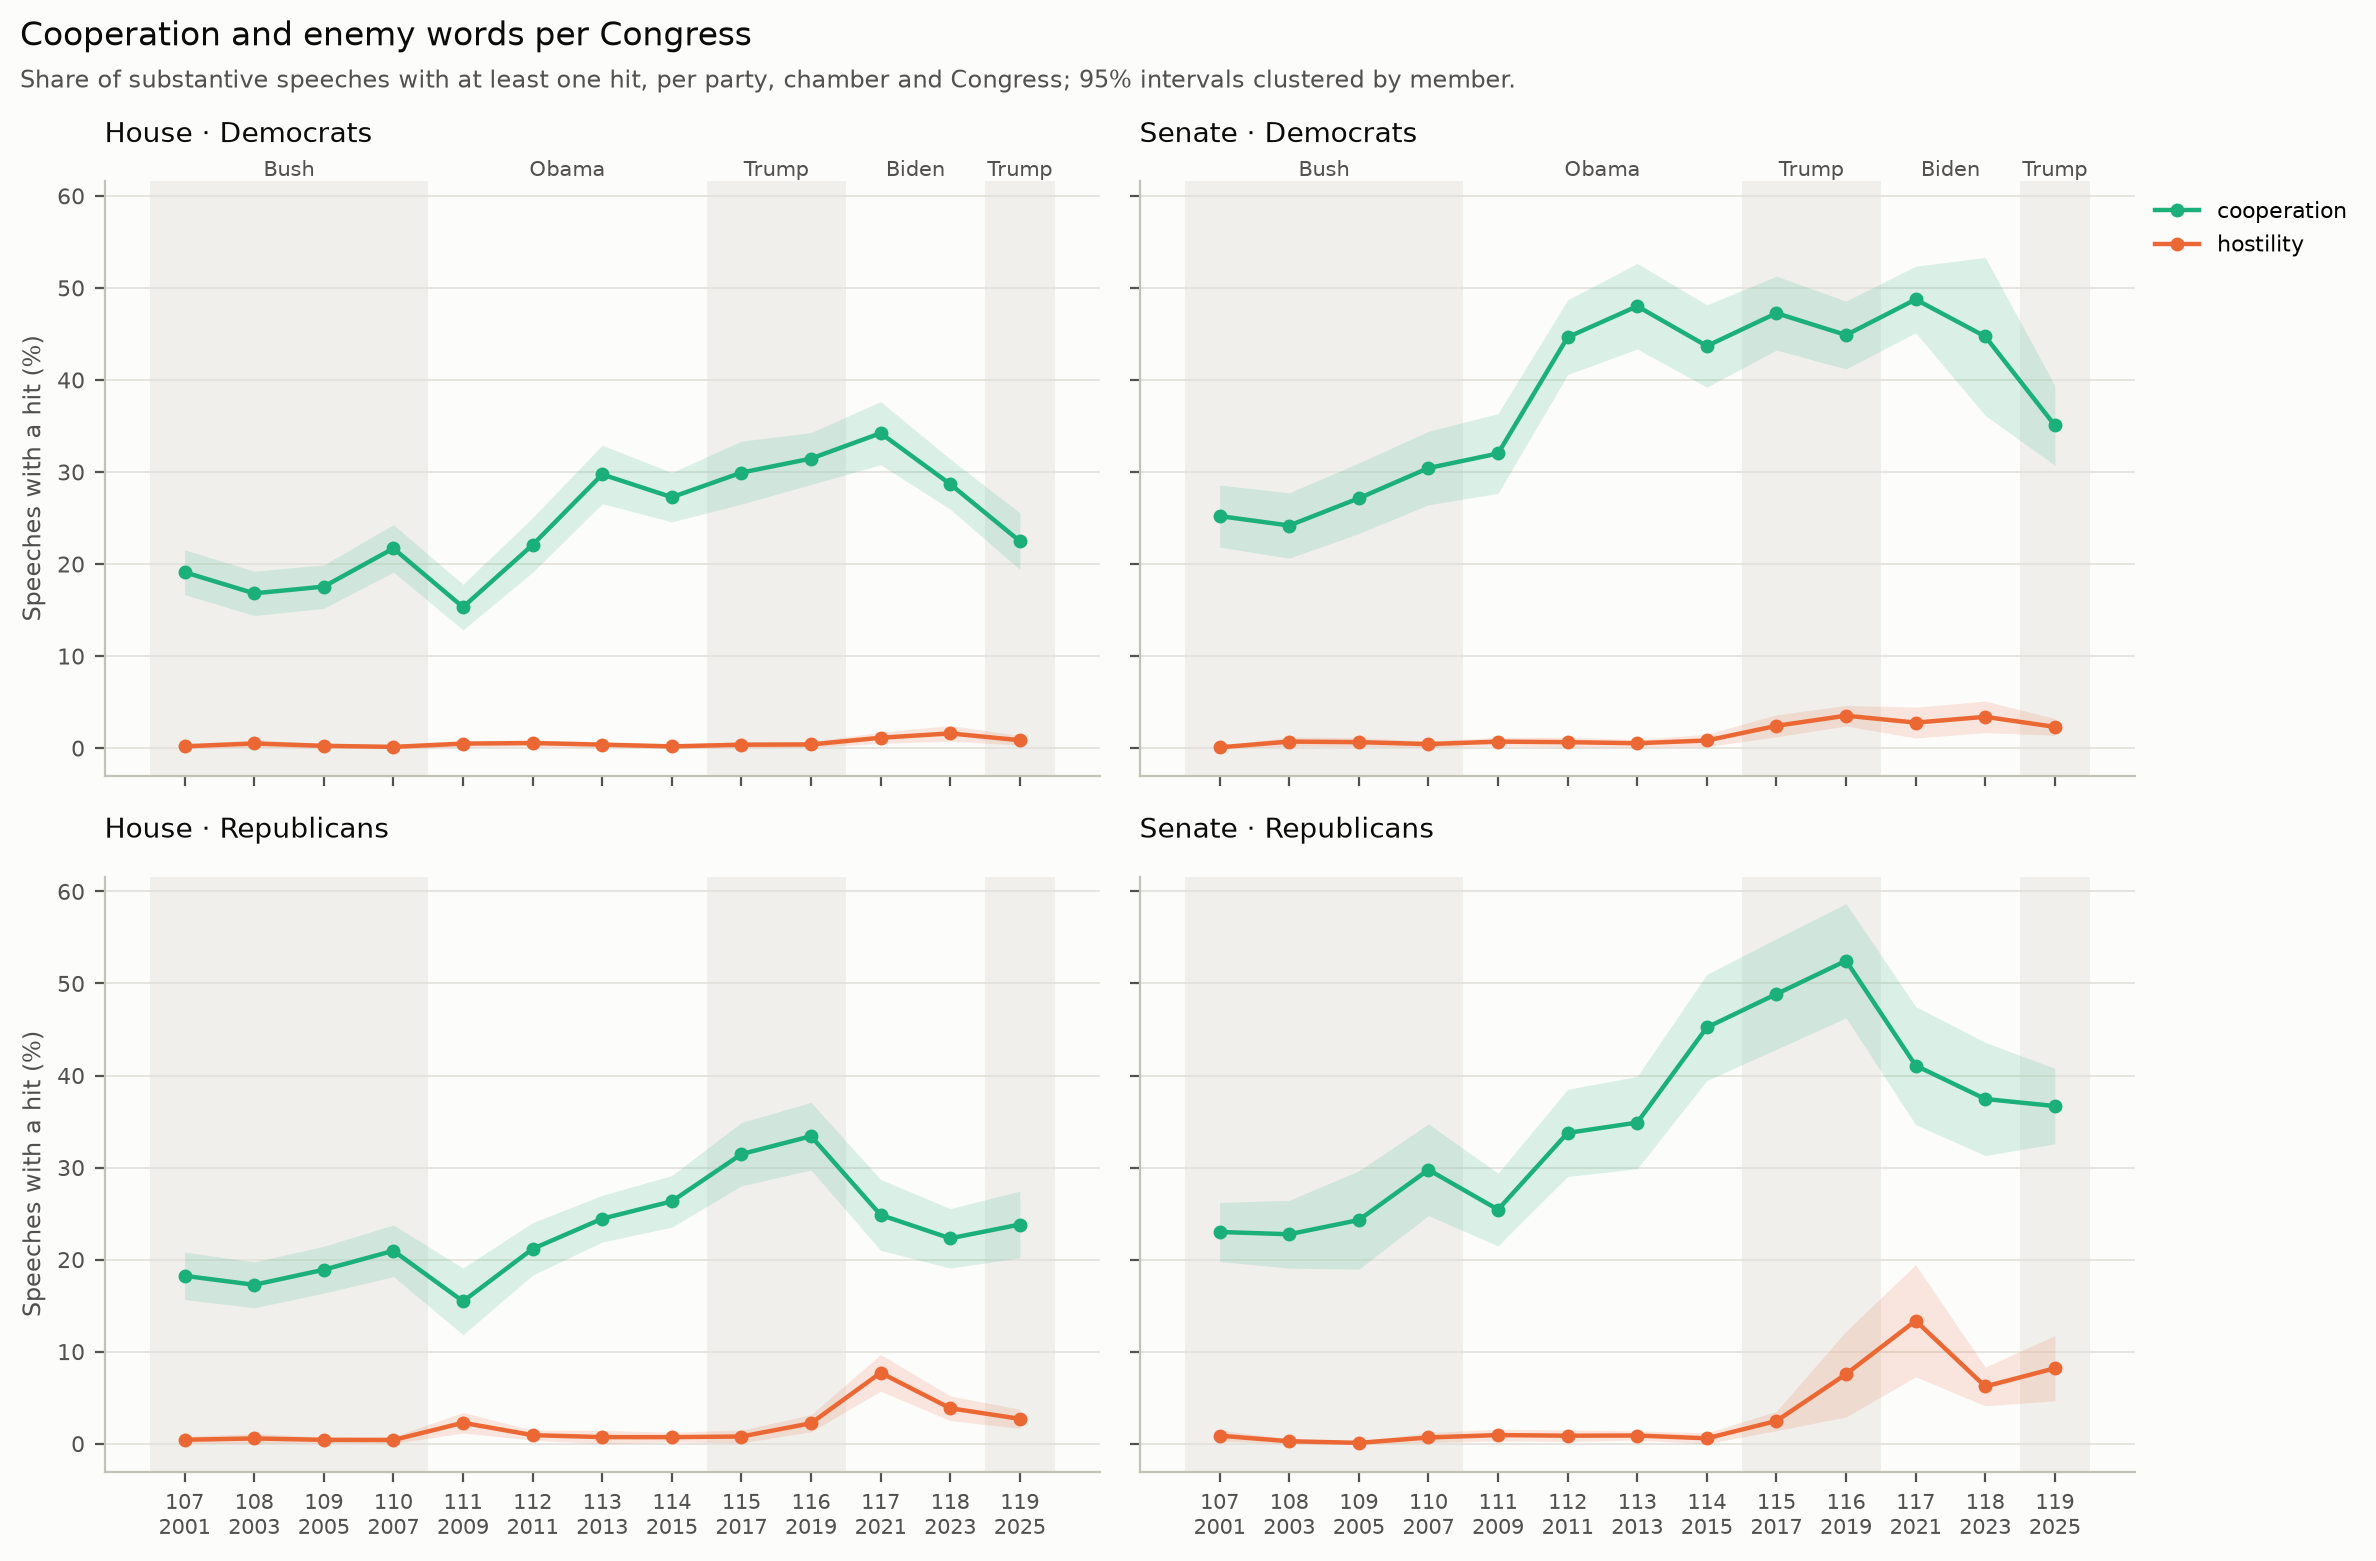 Cooperation and enemy words per Congress
Share of substantive speeches with at least one hit, per party, chamber and Congress; 95% intervals clustered by member.
House · Democrats
Bush Obama Trump Biden Trump
Speeches with a hit (%)
60
50
40
30
20
10
0
Senate · Democrats
Bush Obama Trump Biden Trump
cooperation
hostility
House · Republicans
Speeches with a hit (%)
60
50
40
30
20
10
0
107 108 109 110 111 112 113 114 115 116 117 118 119
2001 2003 2005 2007 2009 2011 2013 2015 2017 2019 2021 2023 2025
Senate · Republicans
107 108 109 110 111 112 113 114 115 116 117 118 119
2001 2003 2005 2007 2009 2011 2013 2015 2017 2019 2021 2023 2025